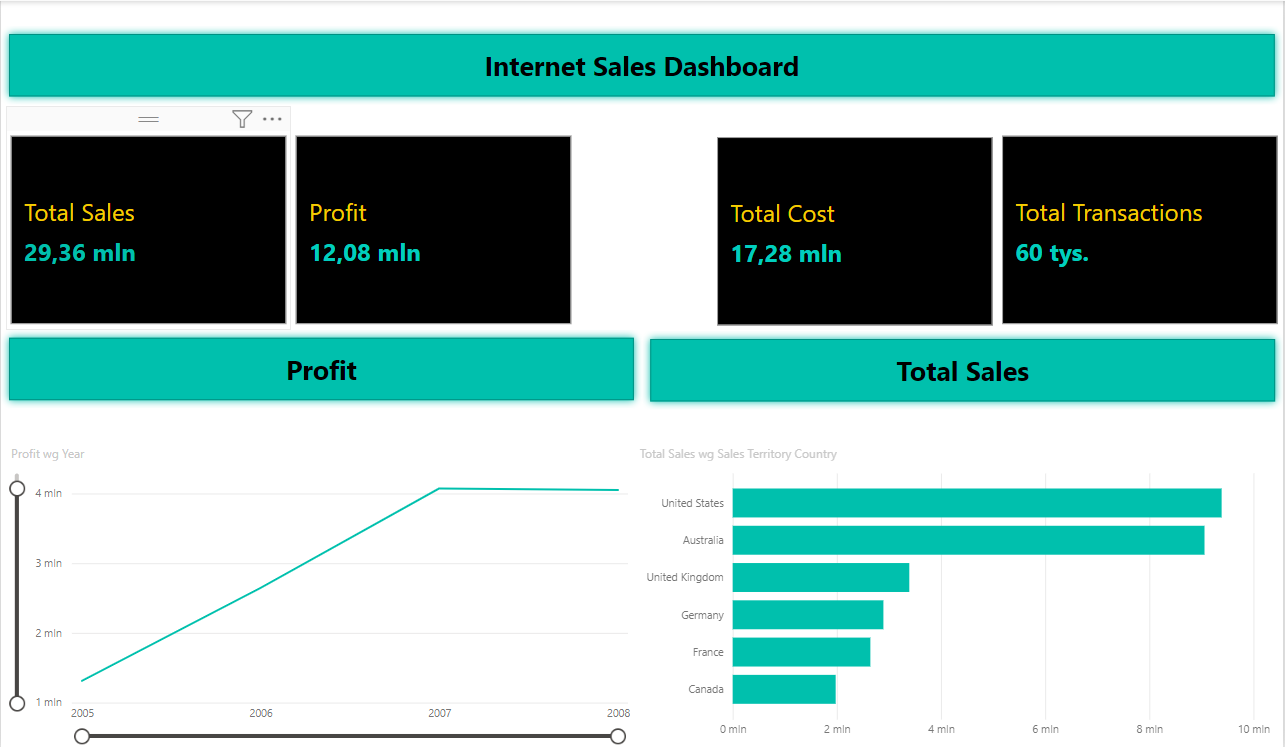 Internet Sales Dashboard
Total Sales
29,36 mln
Profit
12,08 mln
Total Cost
17,28 mln
Total Transactions
60 tys.
Profit
Total Sales
Profit wg Year
4 mln
3 mln
2 mln
1 mln
2005 2006 2007 2008
Total Sales wg Sales Territory Country
United States
Australia
United Kingdom
Germany
France
Canada
0 mln 2 mln 4 mln 6 mln 8 mln 10 mln